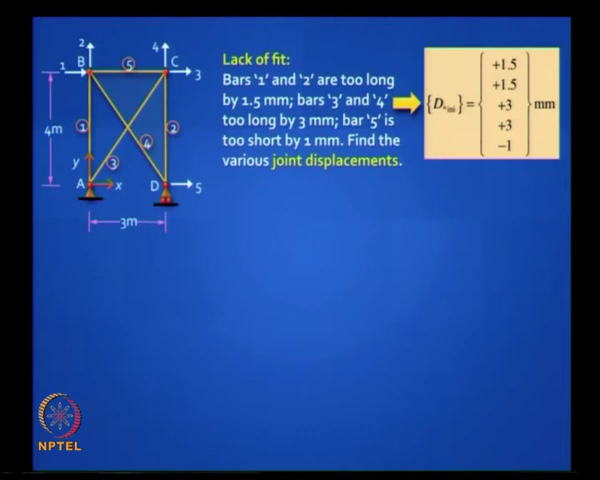 2
4
1
B
5
C
3
4m
1
2
y
4
3
A
x
D
5
3m
Lack of fit:
Bars '1' and '2' are too long
by 1.5 mm; bars '3' and '4'
too long by 3 mm; bar '5' is
too short by 1 mm. Find the
various joint displacements.
+1.5
+1.5
{D*ini} = +3 mm
+3
−1
NPTEL